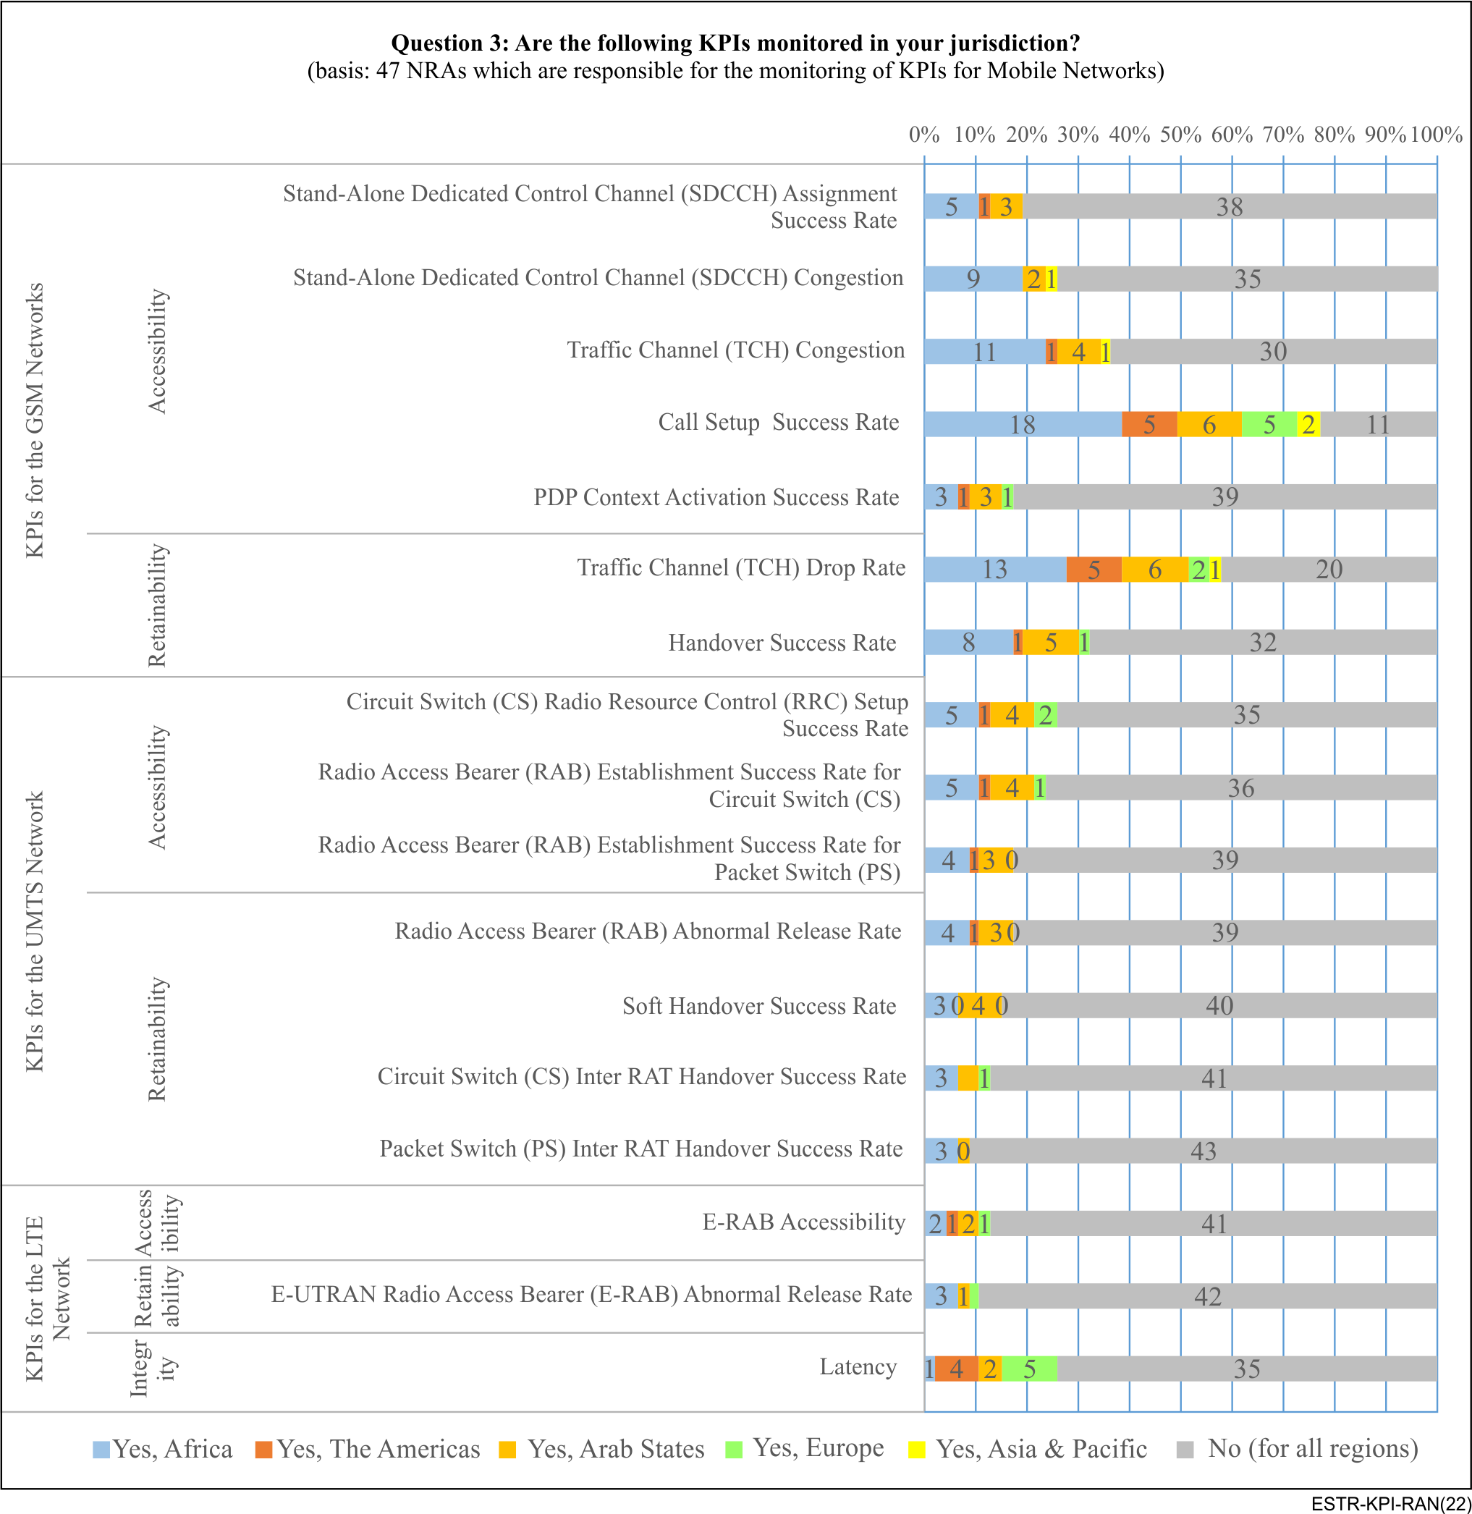 Question 3: Are the following KPIs monitored in your jurisdiction?
(basis: 47 NRAs which are responsible for the monitoring of KPIs for Mobile Networks)
0% 10% 20% 30% 40% 50% 60% 70% 80% 90% 100%
KPIs for the GSM Networks
Accessibility
Stand-Alone Dedicated Control Channel (SDCCH) Assignment
Success Rate
5 1 3 38
Stand-Alone Dedicated Control Channel (SDCCH) Congestion
9 2 1 35
Traffic Channel (TCH) Congestion
11 1 4 1 30
Call Setup Success Rate
18 5 6 5 2 11
PDP Context Activation Success Rate
3 1 3 1 39
Retainability
Traffic Channel (TCH) Drop Rate
13 5 6 2 1 20
Handover Success Rate
8 1 5 1 32
KPIs for the UMTS Network
Accessibility
Circuit Switch (CS) Radio Resource Control (RRC) Setup
Success Rate
5 1 4 2 35
Radio Access Bearer (RAB) Establishment Success Rate for
Circuit Switch (CS)
5 1 4 1 36
Radio Access Bearer (RAB) Establishment Success Rate for
Packet Switch (PS)
4 1 3 0 39
Retainability
Radio Access Bearer (RAB) Abnormal Release Rate
4 1 3 0 39
Soft Handover Success Rate
3 0 4 0 40
Circuit Switch (CS) Inter RAT Handover Success Rate
3 1 41
Packet Switch (PS) Inter RAT Handover Success Rate
3 0 43
KPIs for the LTE
Network
Access
ibility
E-RAB Accessibility
2 1 2 1 41
Retain
ability
E-UTRAN Radio Access Bearer (E-RAB) Abnormal Release Rate
3 1 42
Integr
ity
Latency
1 4 2 5 35
Yes, Africa Yes, The Americas Yes, Arab States Yes, Europe Yes, Asia & Pacific No (for all regions)
ESTR-KPI-RAN(22)